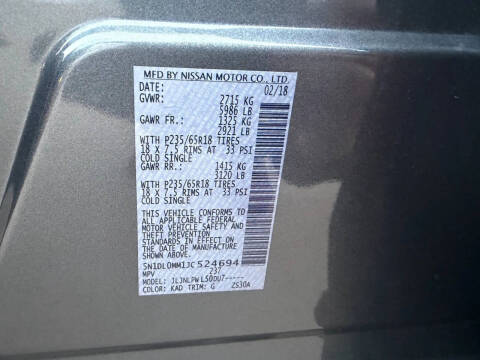 MFD BY NISSAN MOTOR CO., LTD.
DATE: 02/18
GVWR: 2715 KG
5986 LB
GAWR FR.: 1325 KG
2921 LB
WITH P235/65R18 TIRES
18 X 7.5 RIMS AT 33 PSI
COLD SINGLE
GAWR RR.: 1415 KG
3120 LB
WITH P235/65R18 TIRES
18 X 7.5 RIMS AT 33 PSI
COLD SINGLE
THIS VEHICLE CONFORMS TO
ALL APPLICABLE FEDERAL
MOTOR VEHICLE SAFETY AND
THEFT PREVENTION
STANDARDS IN EFFECT ON
THE DATE OF MANUFACTURE
SHOWN ABOVE.
5N1DL0MM1JC524694
MPV 237
MODEL: JLJNLPWL50DU7-----
COLOR: KAD TRIM: G ZS30A